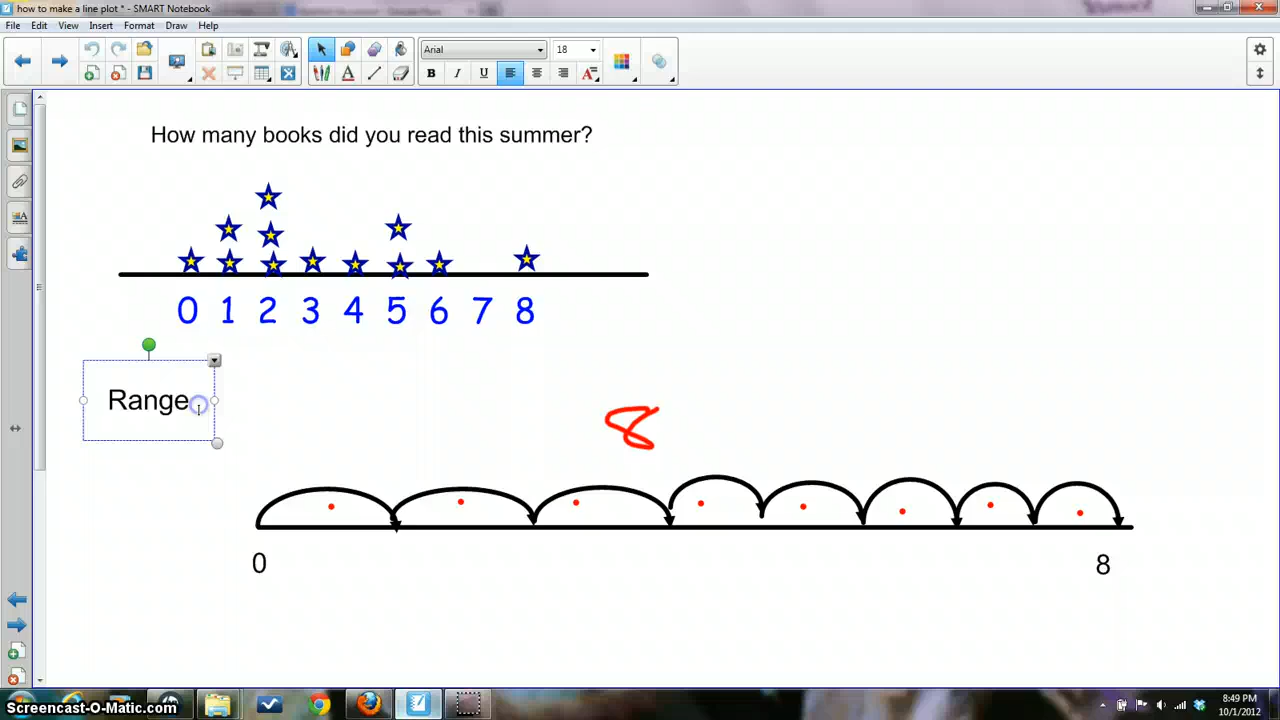 how to make a line plot * - SMART Notebook
File Edit View Insert Format Draw Help
Arial 18
B I U A
How many books did you read this summer?
0 1 2 3 4 5 6 7 8
Range
8
0 8
Screencast-O-Matic.com
8:49 PM
10/1/2012